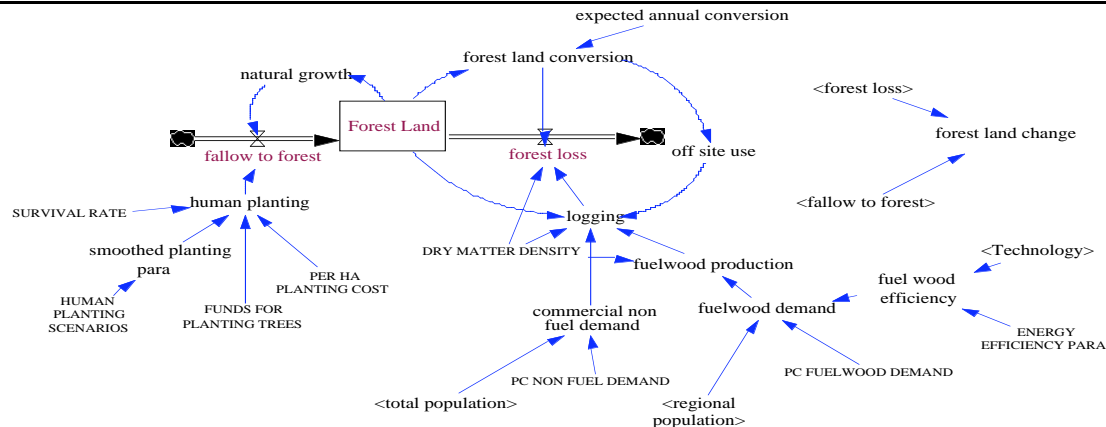 expected annual conversion
forest land conversion
natural growth
<forest loss>
Forest Land
forest land change
fallow to forest
forest loss
off site use
human planting
SURVIVAL RATE
<fallow to forest>
logging
smoothed planting
para
DRY MATTER DENSITY
<Technology>
fuelwood production
PER HA
PLANTING COST
fuel wood
efficiency
HUMAN
PLANTING
SCENARIOS
FUNDS FOR
PLANTING TREES
commercial non
fuel demand
fuelwood demand
ENERGY
EFFICIENCY PARA
PC NON FUEL DEMAND
PC FUELWOOD DEMAND
<total population>
<regional
population>